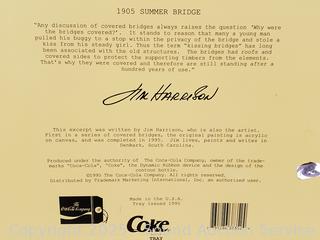 1905 SUMMER BRIDGE
"Any discussion of covered bridges always raises the question 'Why were
the bridges covered?'. It stands to reason that many a young man
pulled his buggy to a stop within the privacy of the bridge and stole a
kiss from his steady girl. Thus the term "kissing bridges" has long
been associated with the old structures. The bridges had roofs and
covered sides to support the supporting timbers from the elements.
That's why they were covered and therefore are still standing after a
hundred years of use."
JIM HARRISON
This excerpt was written by Jim Harrison, who is also the artist.
First in a series of covered bridges, the original painting is acrylic
on canvas, and was completed in 1995. Jim lives, paints and writes in
Denmark, South Carolina.
Produced under the authority of The Coca-Cola Company, owner of the trade-
marks "Coca-Cola", "Coke", the Dynamic Ribbon device and the design of the
contour bottle.
©1995 The Coca-Cola Company. All rights reserved.
Distributed by Trademark Marketing International, Inc. an authorized user.
Made in the U.S.A.
Tray issued 1995
Coke
TRAY